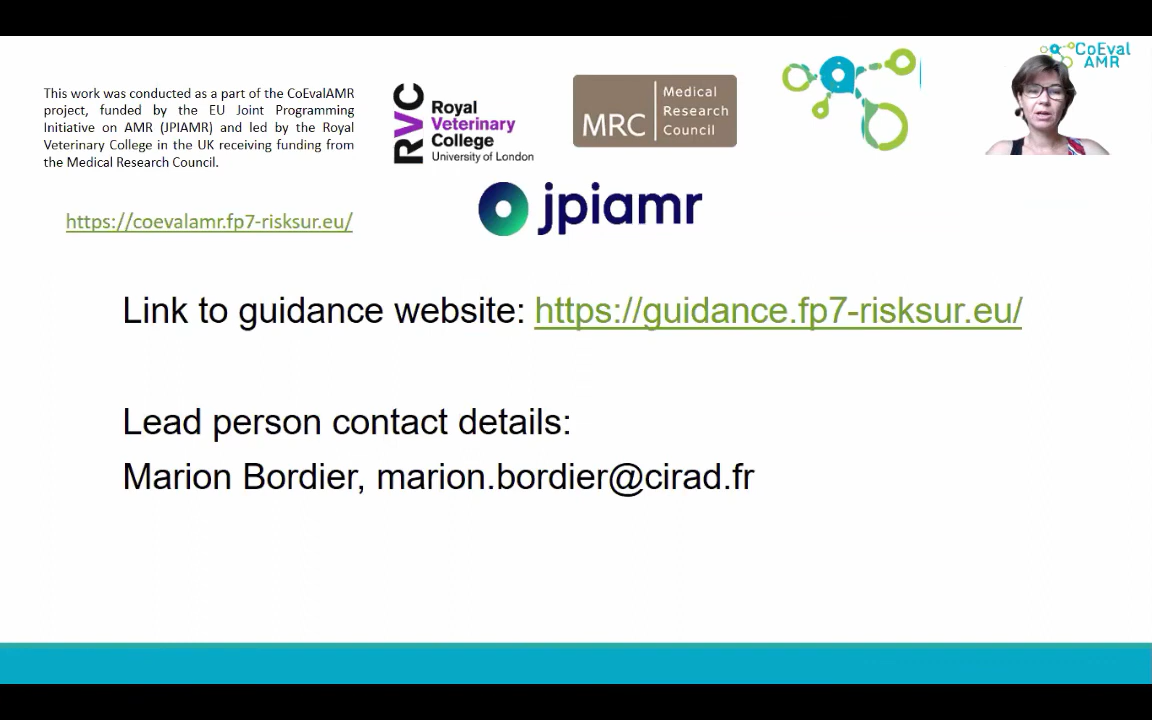 This work was conducted as a part of the CoEvalAMR
project, funded by the EU Joint Programming
Initiative on AMR (JPIAMR) and led by the Royal
Veterinary College in the UK receiving funding from
the Medical Research Council.
RVC
Royal
Veterinary
College
University of London
MRC
Medical
Research
Council
CoEval
AMR
https://coevalamr.fp7-risksur.eu/
jpiamr
Link to guidance website: https://guidance.fp7-risksur.eu/
Lead person contact details:
Marion Bordier, marion.bordier@cirad.fr